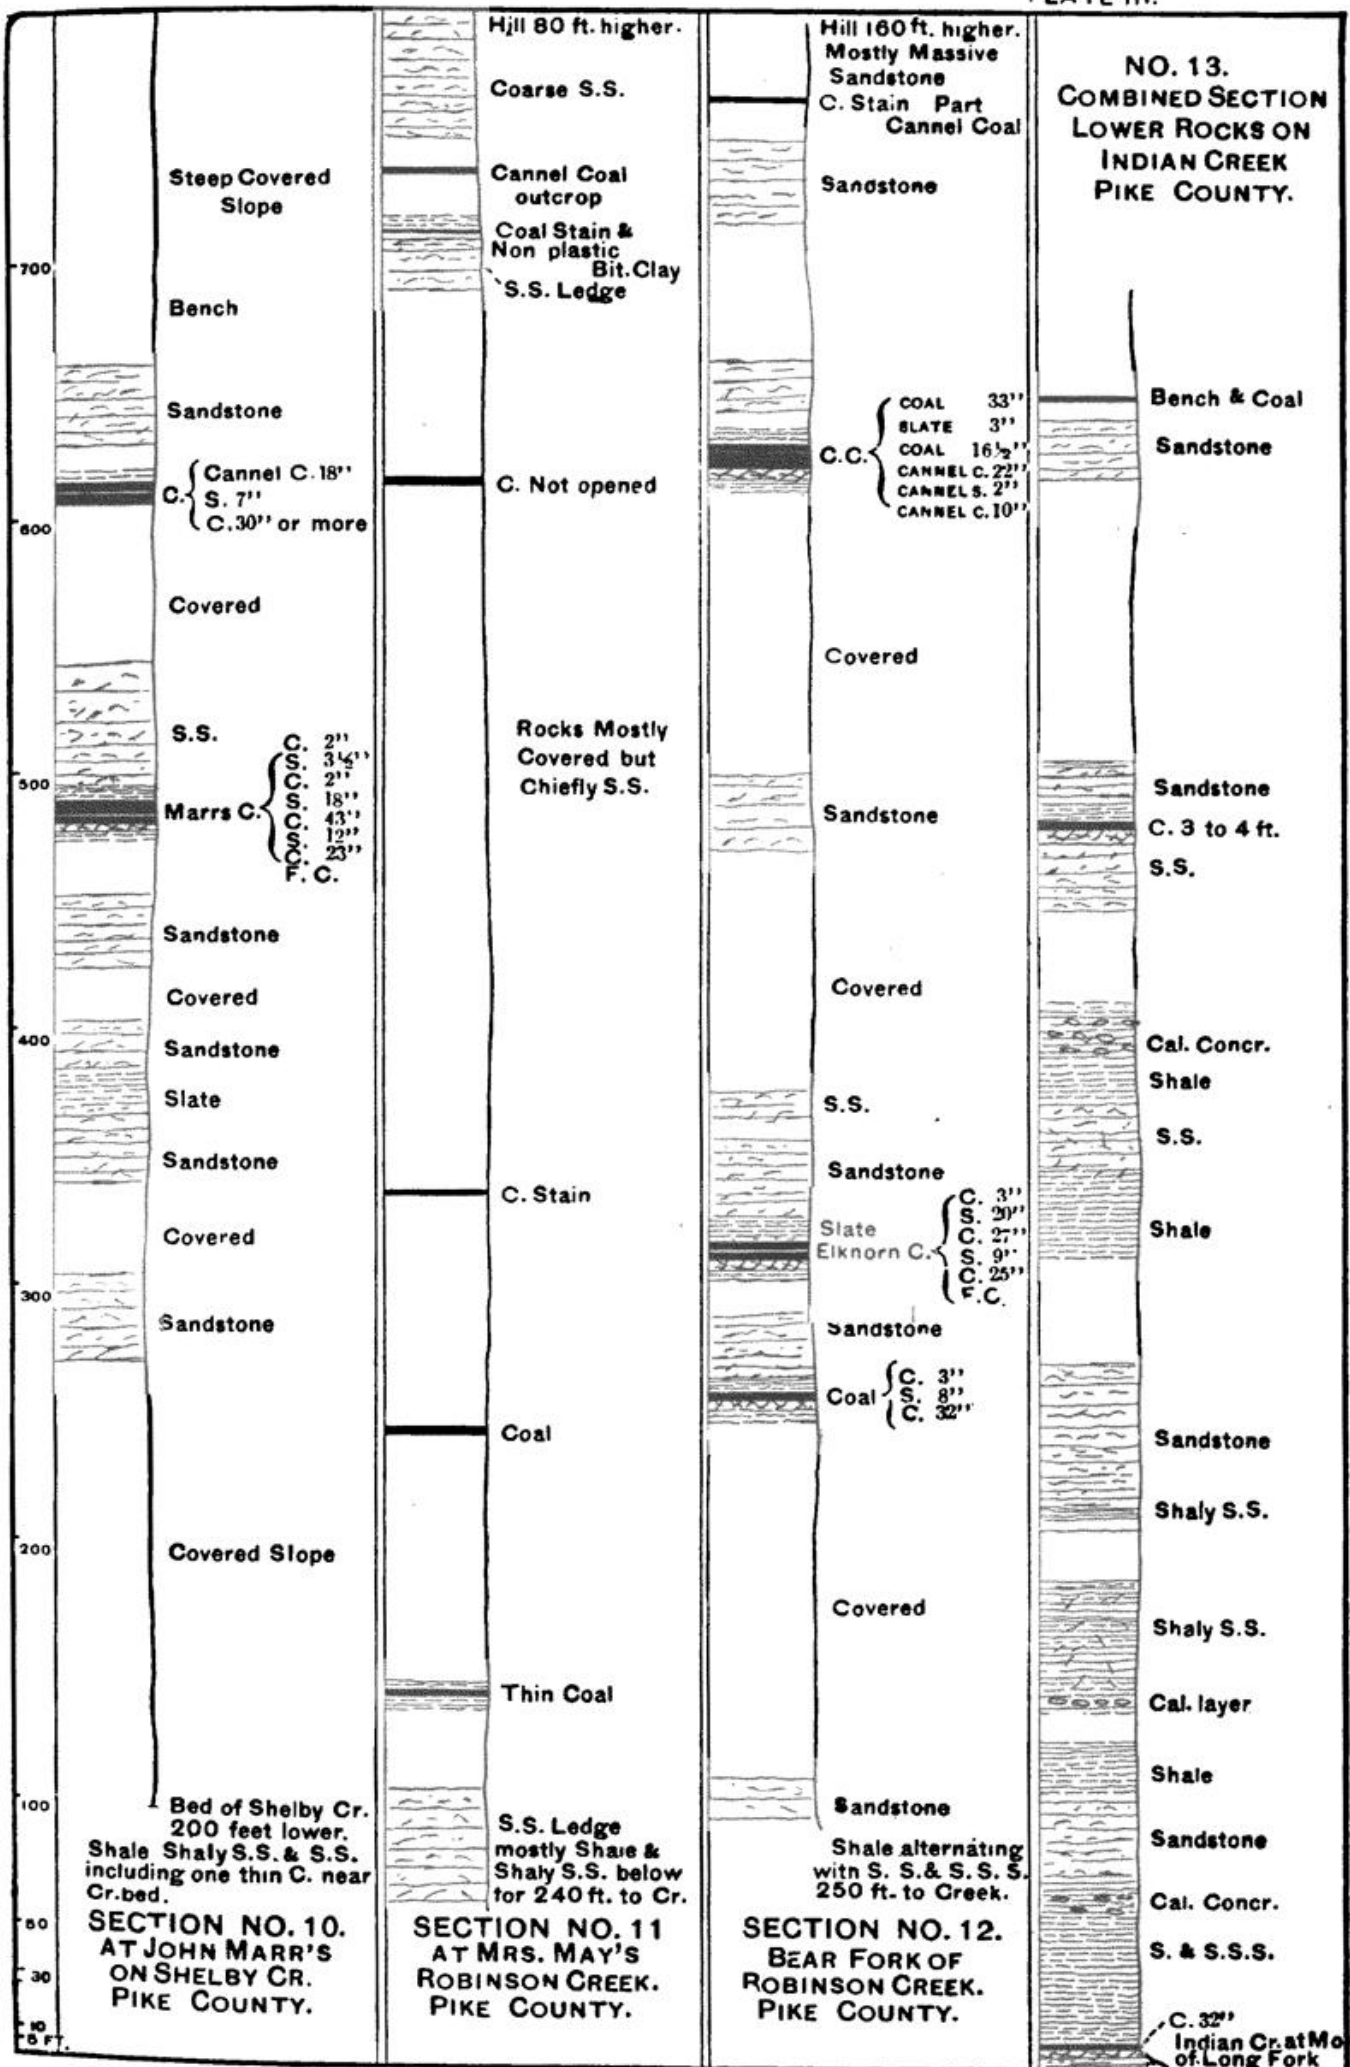 700
600
500
400
300
200
100
50
30
10
5 FT.
Steep Covered
Slope
Bench
Sandstone
C.
Cannel C. 18"
S. 7"
C. 30" or more
Covered
S.S.
Marrs C.
C. 2"
S. 3½"
C. 2"
S. 18"
C. 43"
S. 12"
C. 23"
F. C.
Sandstone
Covered
Sandstone
Slate
Sandstone
Covered
Sandstone
Covered Slope
Bed of Shelby Cr.
200 feet lower.
Shale Shaly S.S. & S.S.
including one thin C. near
Cr. bed.
SECTION NO. 10.
AT JOHN MARR'S
ON SHELBY CR.
PIKE COUNTY.
Hill 80 ft. higher.
Coarse S.S.
Cannel Coal
outcrop
Coal Stain &
Non plastic
Bit. Clay
S.S. Ledge
C. Not opened
Rocks Mostly
Covered but
Chiefly S.S.
C. Stain
Coal
Thin Coal
S.S. Ledge
mostly Shale &
Shaly S.S. below
for 240 ft. to Cr.
SECTION NO. 11
AT MRS. MAY'S
ROBINSON CREEK.
PIKE COUNTY.
Hill 160 ft. higher.
Mostly Massive
Sandstone
C. Stain Part
Cannel Coal
Sandstone
C.C.
COAL 33"
SLATE 3"
COAL 16½"
CANNEL C. 22"
CANNEL S. 2"
CANNEL C. 10"
Covered
Sandstone
Covered
S.S.
Sandstone
Slate
Elknorn C.
C. 3"
S. 20"
C. 27"
S. 9"
C. 25"
F.C.
Sandstone
Coal
C. 3"
S. 8"
C. 32"
Covered
Sandstone
Shale alternating
with S. S. & S. S. S.
250 ft. to Creek.
SECTION NO. 12.
BEAR FORK OF
ROBINSON CREEK.
PIKE COUNTY.
NO. 13.
COMBINED SECTION
LOWER ROCKS ON
INDIAN CREEK
PIKE COUNTY.
Bench & Coal
Sandstone
Sandstone
C. 3 to 4 ft.
S.S.
Cal. Concr.
Shale
S.S.
Shale
Sandstone
Shaly S.S.
Shaly S.S.
Cal. layer
Shale
Sandstone
Cal. Concr.
S. & S.S.S.
C. 32"
Indian Cr. at Mo
of Long Fork